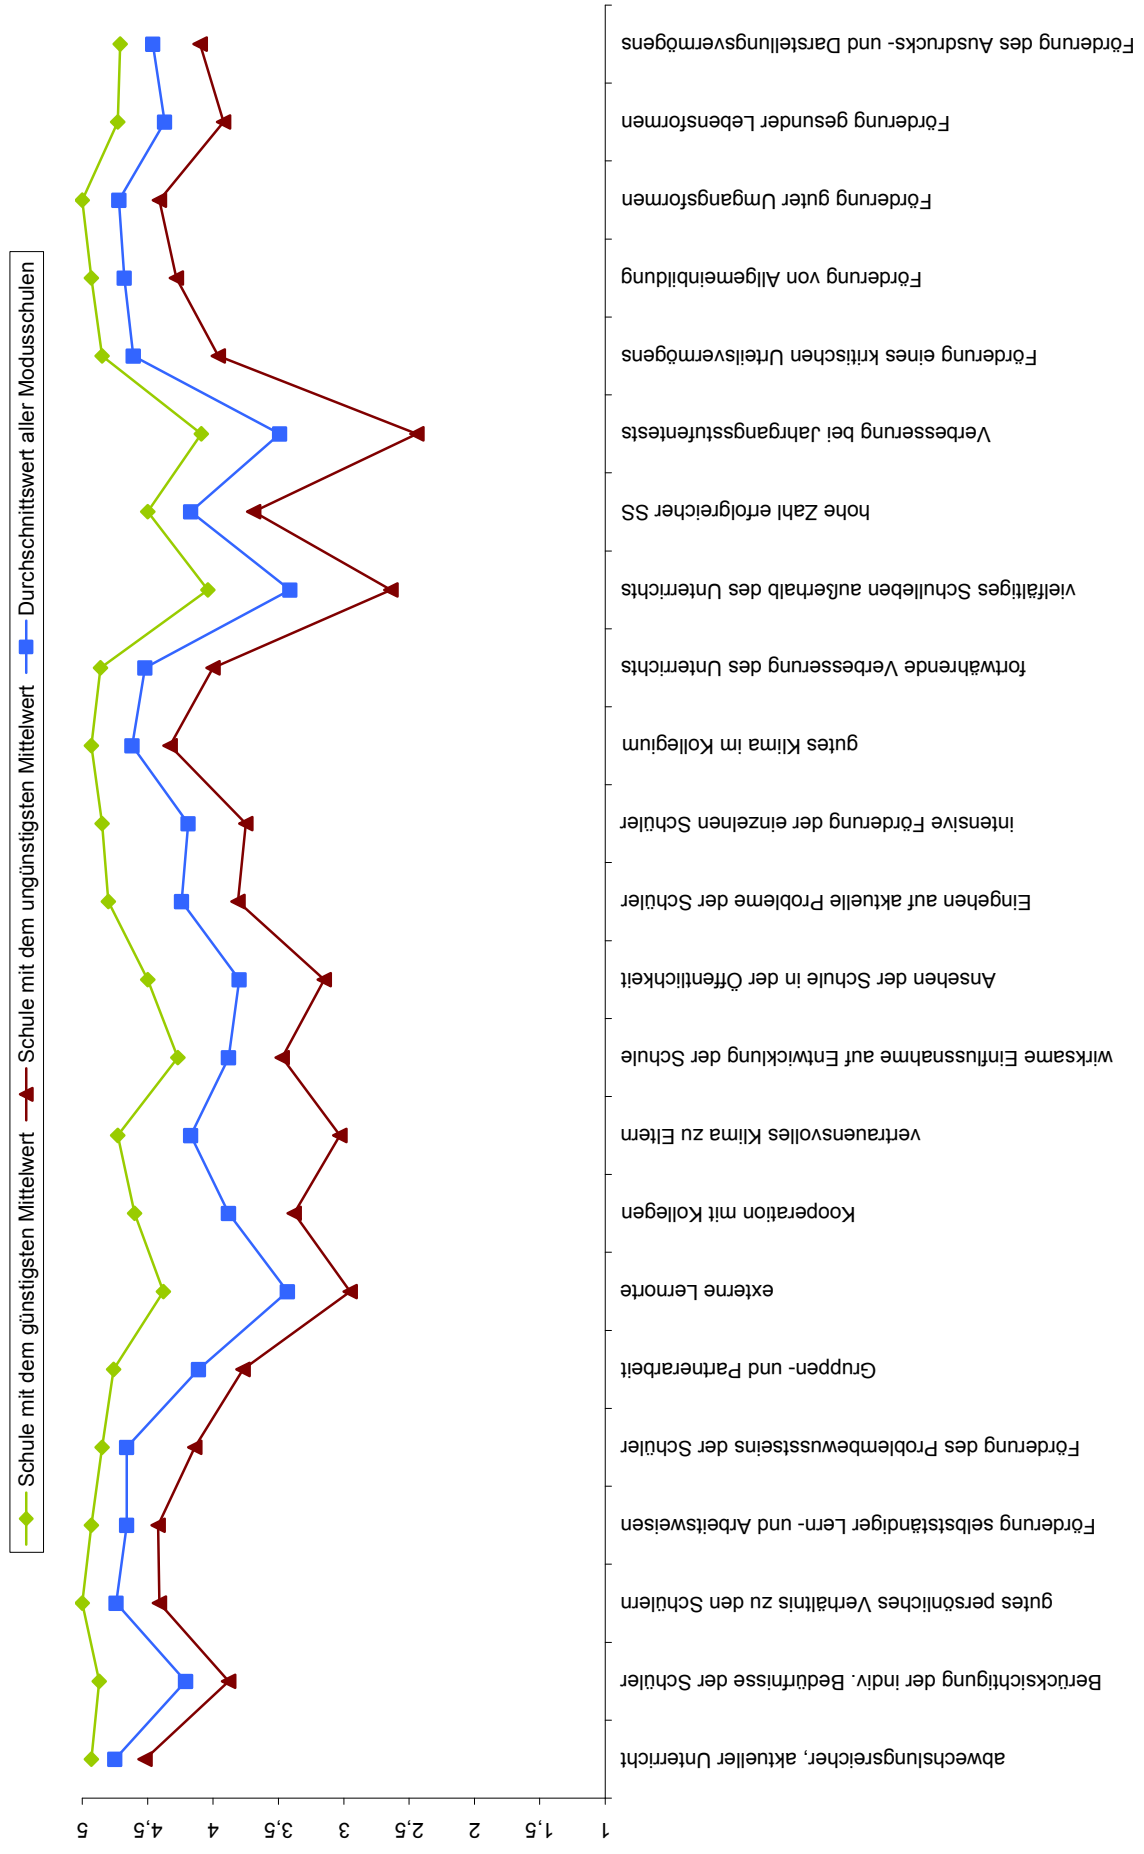 Schule mit dem günstigsten Mittelwert
Schule mit dem ungünstigsten Mittelwert
Durchschnittswert aller Modusschulen
5
4,5
4
3,5
3
2,5
2
1,5
1
abwechslungsreicher, aktueller Unterricht
Berücksichtigung der indiv. Bedürfnisse der Schüler
gutes persönliches Verhältnis zu den Schülern
Förderung selbstständiger Lern- und Arbeitsweisen
Förderung des Problembewusstseins der Schüler
Gruppen- und Partnerarbeit
externe Lernorte
Kooperation mit Kollegen
vertrauensvolles Klima zu Eltern
wirksame Einflussnahme auf Entwicklung der Schule
Ansehen der Schule in der Öffentlichkeit
Eingehen auf aktuelle Probleme der Schüler
intensive Förderung der einzelnen Schüler
gutes Klima im Kollegium
fortwährende Verbesserung des Unterrichts
vielfältiges Schulleben außerhalb des Unterrichts
hohe Zahl erfolgreicher SS
Verbesserung bei Jahrgangsstufentests
Förderung eines kritischen Urteilsvermögens
Förderung von Allgemeinbildung
Förderung guter Umgangsformen
Förderung gesunder Lebensformen
Förderung des Ausdrucks- und Darstellungsvermögens